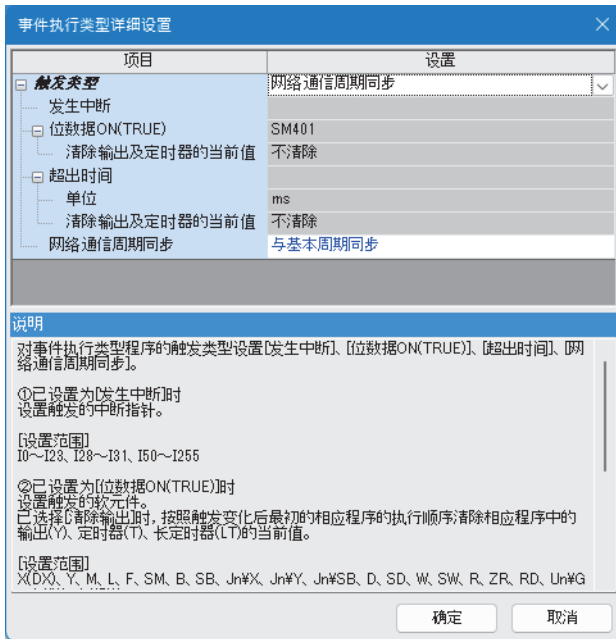 事件执行类型详细设置
项目 设置
触发类型 网络通信周期同步
发生中断
位数据ON(TRUE) SM401
清除输出及定时器的当前值 不清除
超出时间
单位 ms
清除输出及定时器的当前值 不清除
网络通信周期同步 与基本周期同步
说明
对事件执行类型程序的触发类型设置[发生中断]、[位数据ON(TRUE)]、[超出时间]、[网
络通信周期同步]。
①已设置为[发生中断]时
设置触发的中断指针。
[设置范围]
I0～I23、I28～I31、I50～I255
②已设置为[位数据ON(TRUE)]时
设置触发的软元件。
已选择[清除输出]时，按照触发变化后最初的相应程序的执行顺序清除相应程序中的
输出(Y)、定时器(T)、长定时器(LT)的当前值。
[设置范围]
X(DX)、Y、M、L、F、SM、B、SB、Jn¥X、Jn¥Y、Jn¥SB、D、SD、W、SW、R、ZR、RD、Un¥G
确定 取消